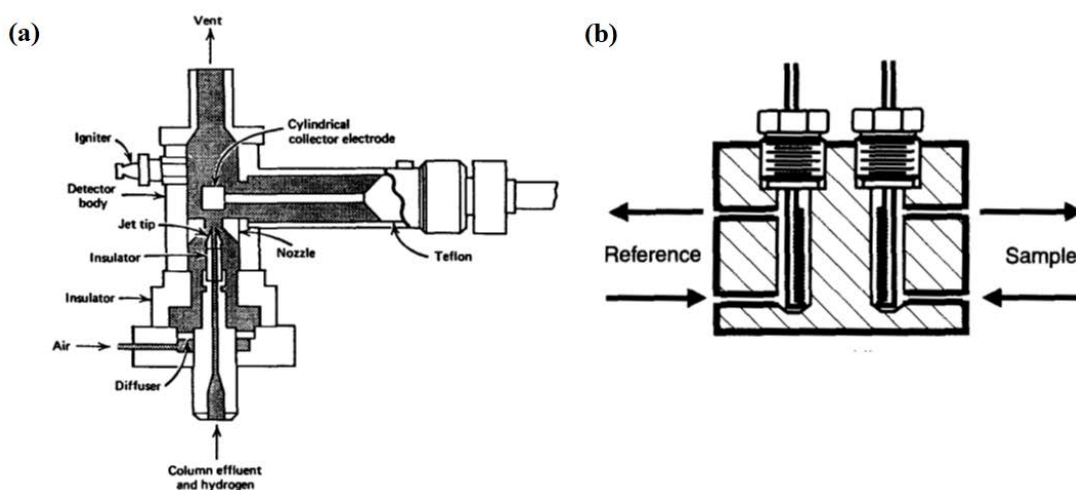 (a)
Vent
Cylindrical
collector electrode
Igniter
Detector
body
Jet tip
Nozzle
Teflon
Insulator
Insulator
Air
Diffuser
Column effluent
and hydrogen
(b)
Reference
Sample